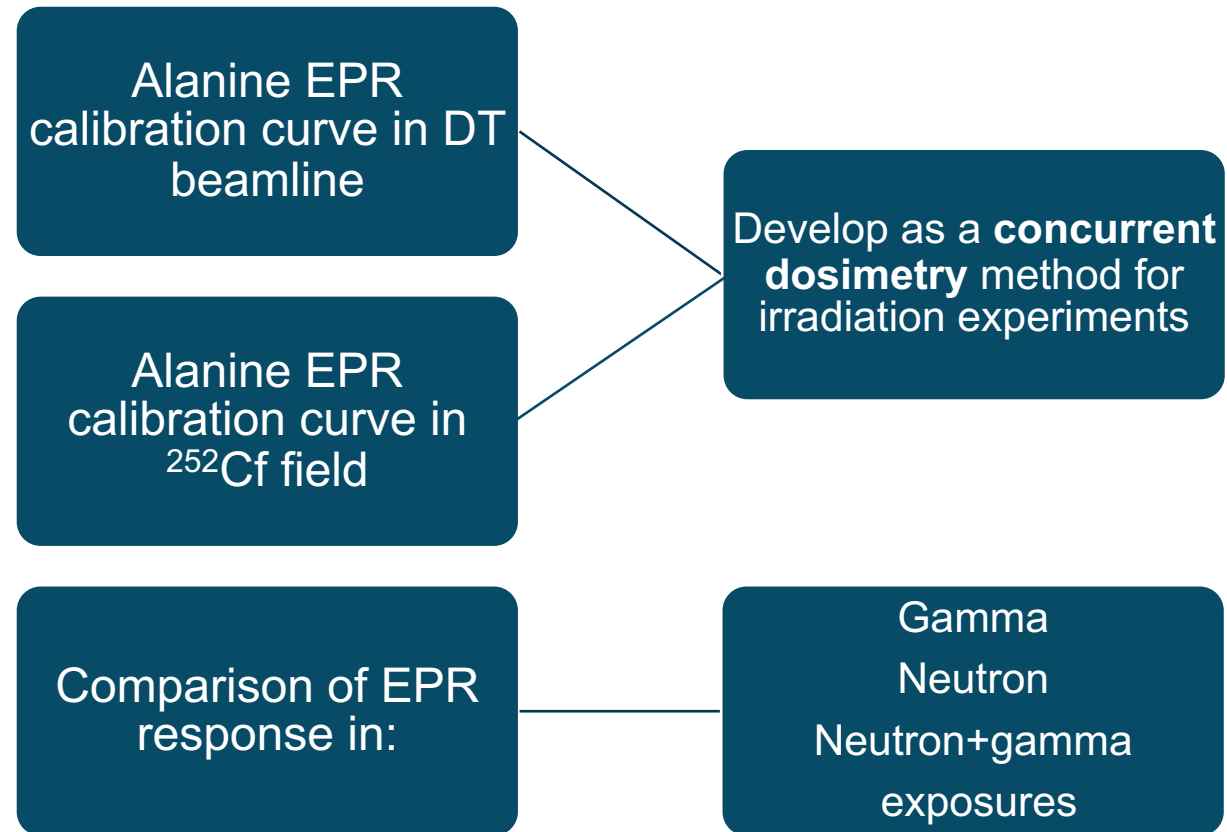 Alanine EPR
calibration curve in DT
beamline
Develop as a concurrent
dosimetry method for
irradiation experiments
Alanine EPR
calibration curve in
²⁵²Cf field
Comparison of EPR
response in:
Gamma
Neutron
Neutron+gamma
exposures